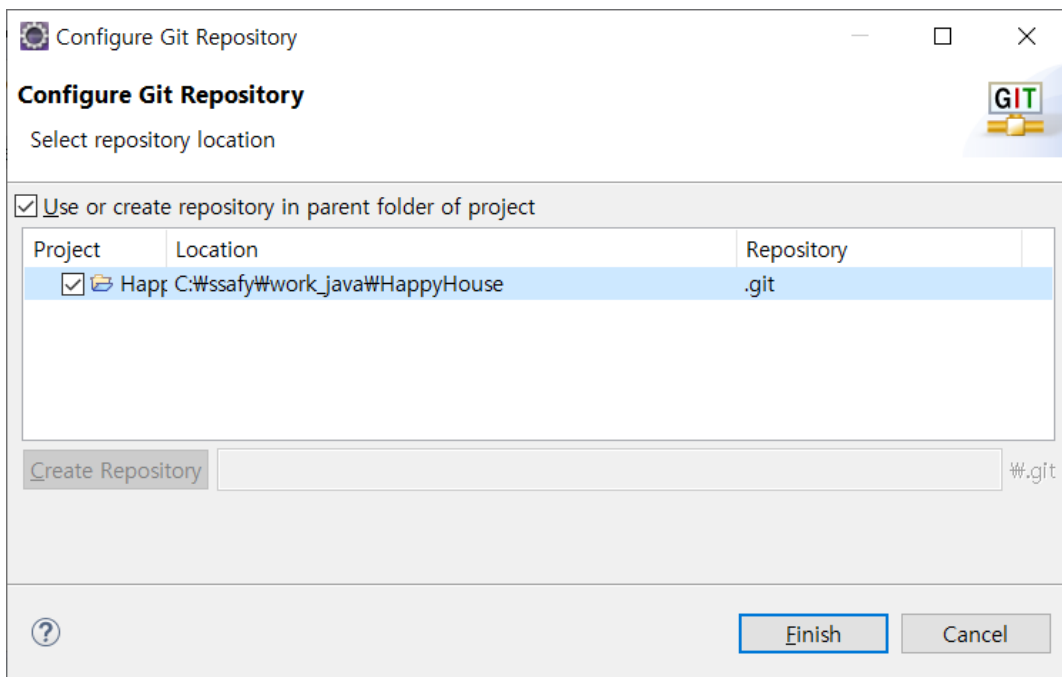 Configure Git Repository
Configure Git Repository
GIT
Select repository location
Use or create repository in parent folder of project
Project Location Repository
Happ C:₩ssafy₩work_java₩HappyHouse .git
Create Repository ₩.git
? Finish Cancel